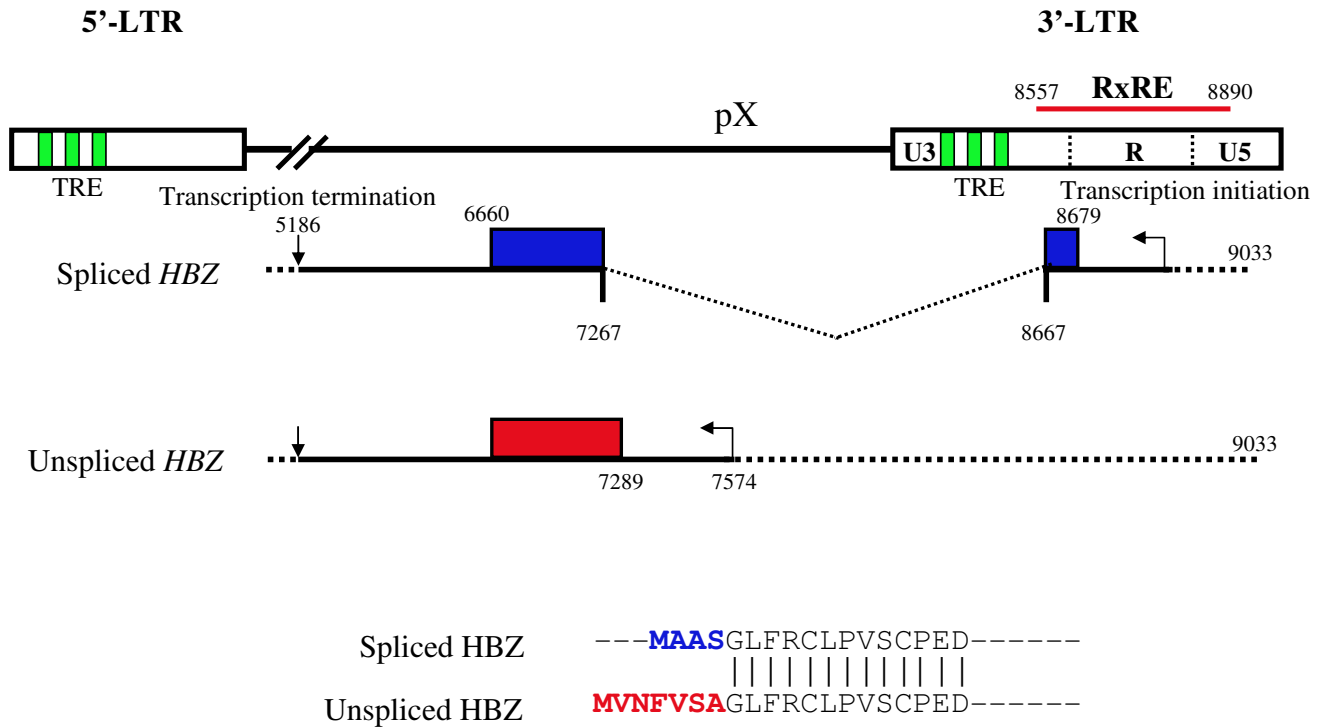 5’-LTR 3’-LTR
8557 RxRE 8890
pX
U3 R U5
TRE TRE
Transcription termination Transcription initiation
5186 6660 8679
Spliced HBZ 9033
7267 8667
Unspliced HBZ 9033
7289 7574
Spliced HBZ ---MAASGLFRCLPVSCPED------
| | | | | | | | | | | | |
Unspliced HBZ MVNFVSAGLFRCLPVSCPED------